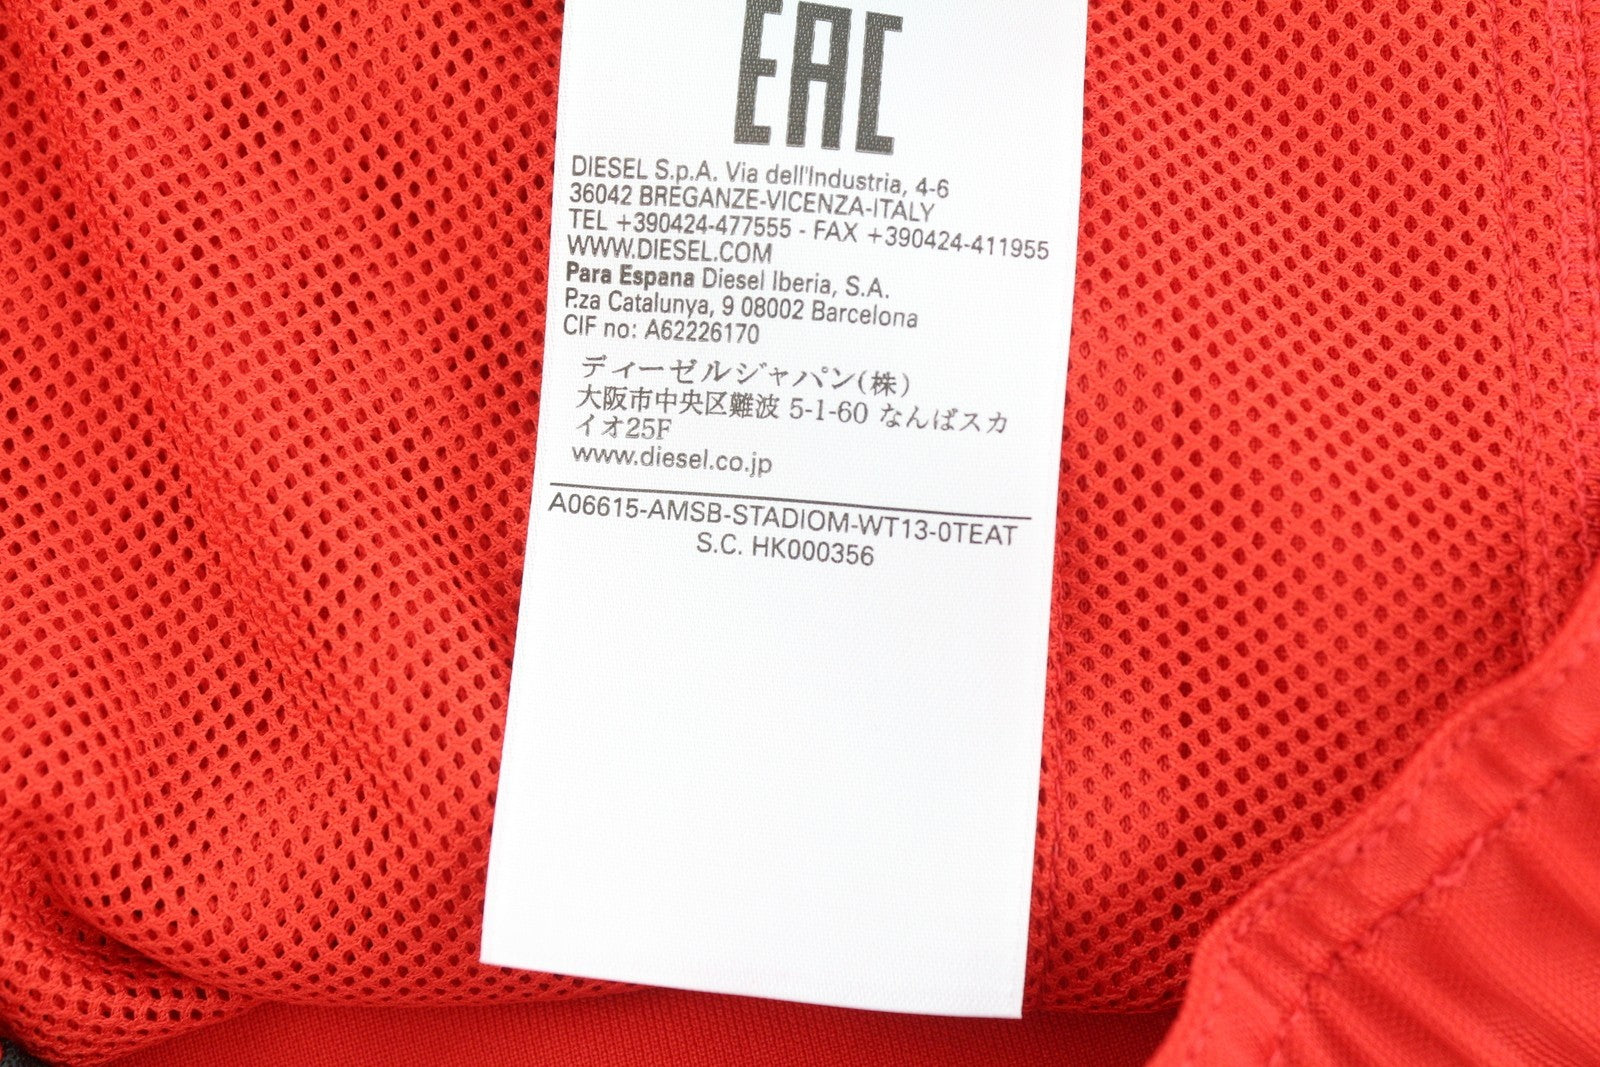 EAC
DIESEL S.p.A. Via dell'Industria, 4-6
36042 BREGANZE-VICENZA-ITALY
TEL +390424-477555 - FAX +390424-411955
WWW.DIESEL.COM
Para Espana Diesel Iberia, S.A.
P.za Catalunya, 9 08002 Barcelona
CIF no: A62226170
ディーゼルジャパン(株)
大阪市中央区難波 5-1-60 なんばスカ
イオ25F
www.diesel.co.jp
A06615-AMSB-STADIOM-WT13-0TEAT
S.C. HK000356